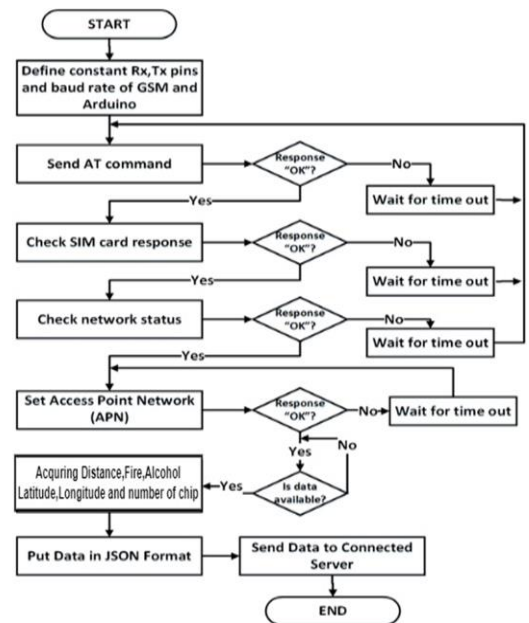 START
Define constant Rx,Tx pins
and baud rate of GSM and
Arduino
Send AT command
Response
"OK"?
No
Wait for time out
Yes
Check SIM card response
Response
"OK"?
No
Wait for time out
Yes
Check network status
Response
"OK"?
No
Wait for time out
Yes
Set Access Point Network
(APN)
Response
"OK"?
No
Wait for time out
Yes
No
Is data
available?
Yes
Acquring Distance,Fire,Alcohol
Latitude,Longitude and number of chip
Put Data in JSON Format
Send Data to Connected
Server
END